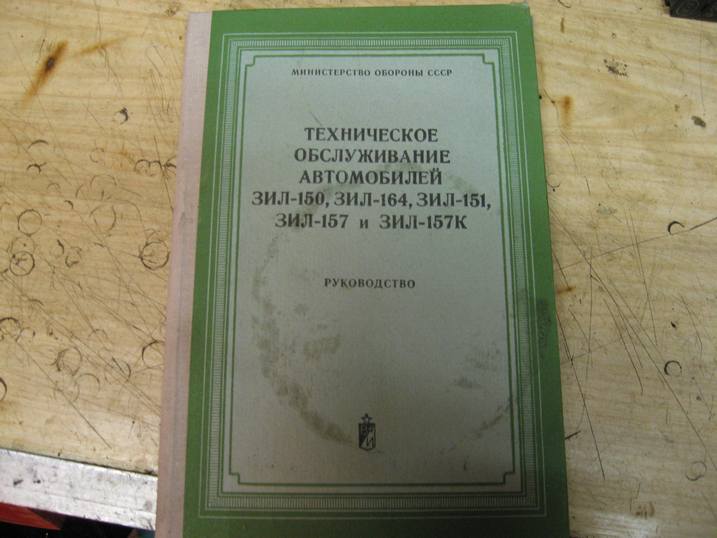 МИНИСТЕРСТВО ОБОРОНЫ СССР
ТЕХНИЧЕСКОЕ
ОБСЛУЖИВАНИЕ
АВТОМОБИЛЕЙ
ЗИЛ-150, ЗИЛ-164, ЗИЛ-151,
ЗИЛ-157 и ЗИЛ-157К
РУКОВОДСТВО